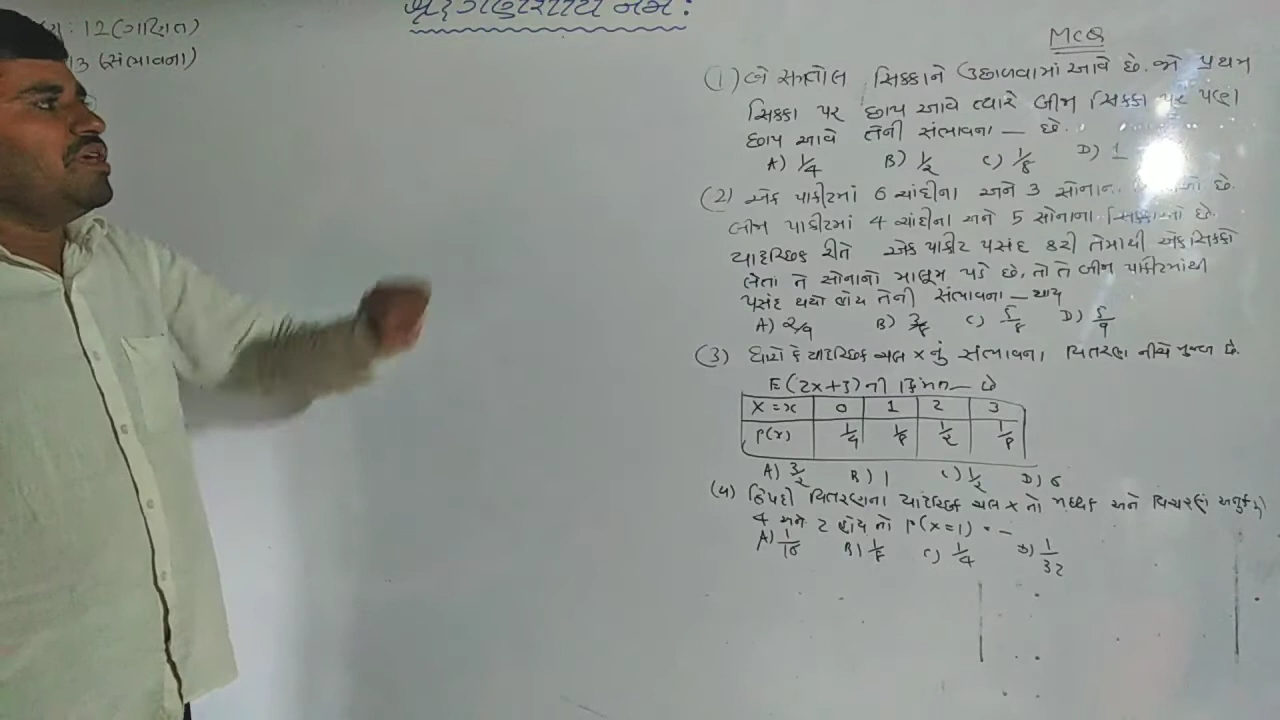 શ્રી ગણેશાય નમઃ
: 12 (ગણિત)
13 (સંભાવના)
MCQ
(1) બે સમતોલ સિક્કાને ઉછાળવામાં આવે છે. જો પ્રથમ
સિક્કા પર છાપ આવે ત્યારે બીજા સિક્કા પર પણ
છાપ આવે તેની સંભાવના — છે.
A) 1/4 B) 1/2 C) 1/8 D) 1
(2) એક પાકીટમાં 6 ચાંદીના અને 3 સોનાના છે.
બીજા પાકીટમાં 4 ચાંદીના અને 5 સોનાના સિક્કાઓ છે.
યાદચ્છિક રીતે એક પાકીટ પસંદ કરી તેમાથી એક સિક્કો
લેતા તે સોનાનો માલૂમ પડે છે, તો તે બીજા પાકીટમાંથી
પસંદ થયો હોય તેની સંભાવના — થાય
A) 2/9 B) 3/8 C) 5/8 D) 5/9
(3) ધારો કે યાદચ્છિક ચલ X નું સંભાવના વિતરણ નીચે મુજબ છે.
E(2x+3) ની કિંમત — છે
X=x 0 1 2 3
P(x) 1/4 1/8 1/2 1/8
A) 3/2 B) 1 C) 1/2 D) 6
(4) દ્વિપદી વિતરણના યાદચ્છિક ચલ X નો મધ્યક અને વિચરણ અનુક્રમે
4 અને 2 હોય તો P(x=1) = —
A) 1/16 B) 1/8 C) 1/4 D) 1/32